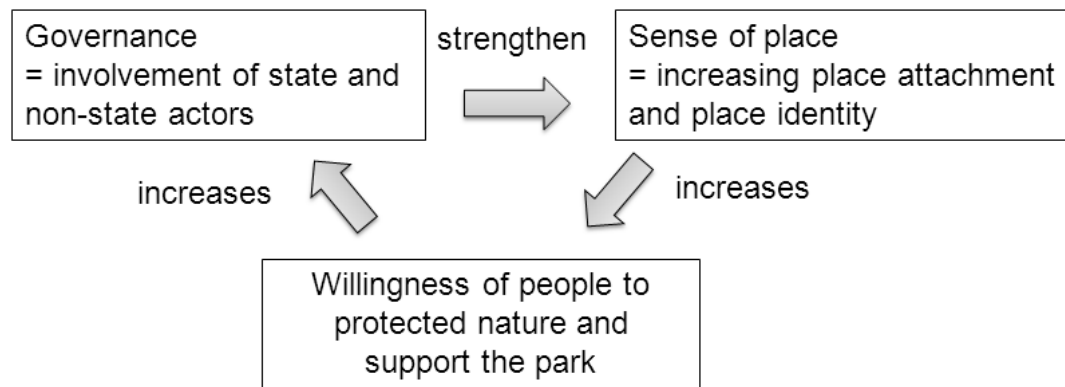 Governance
= involvement of state and
non-state actors
strengthen
Sense of place
= increasing place attachment
and place identity
increases
increases
Willingness of people to
protected nature and
support the park